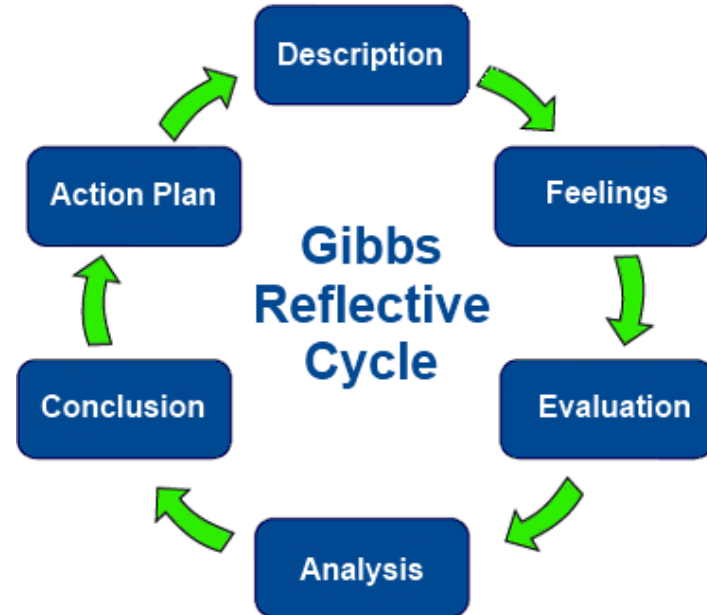 Description
Feelings
Evaluation
Analysis
Conclusion
Action Plan
Gibbs
Reflective
Cycle